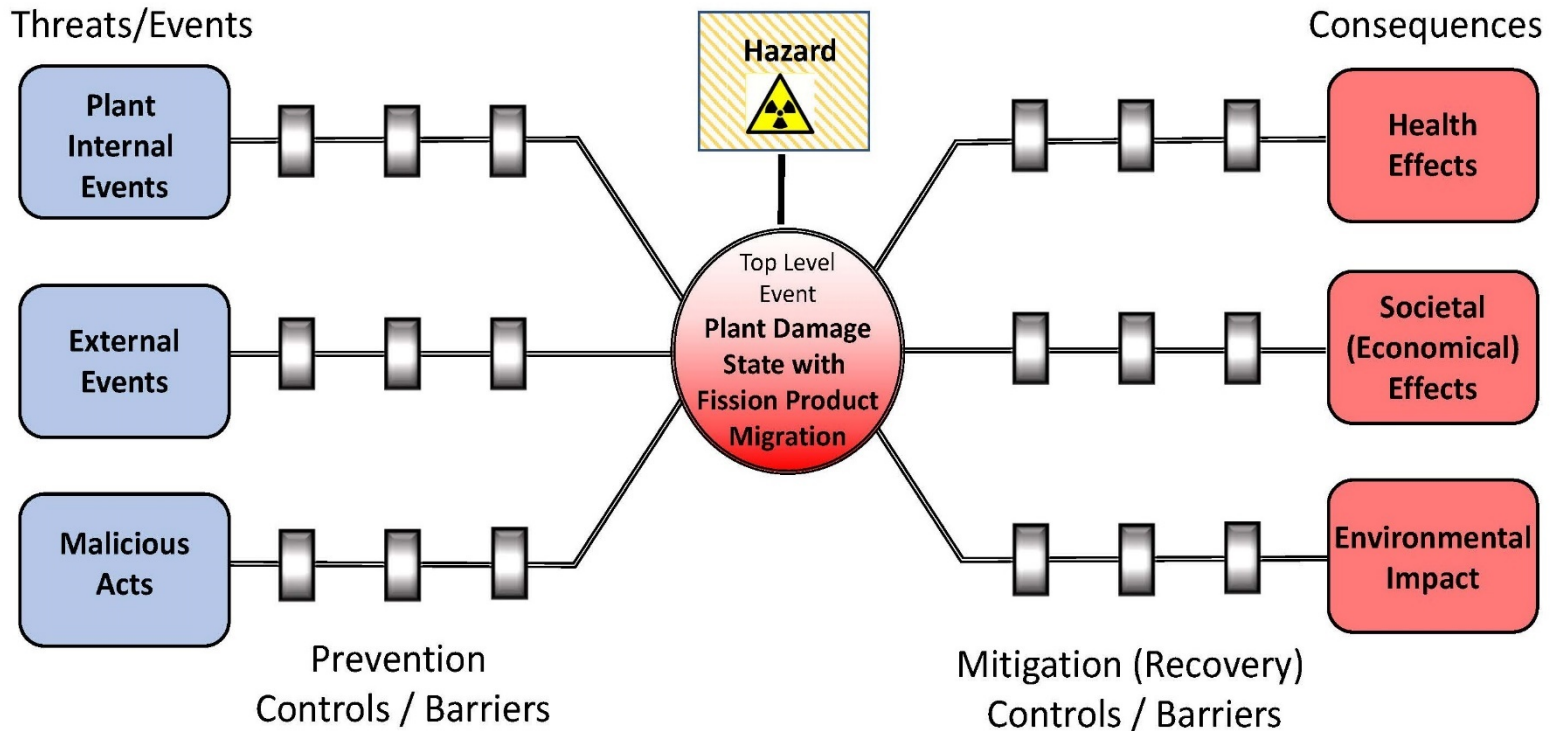 Threats/Events
Plant
Internal
Events
External
Events
Malicious
Acts
Prevention
Controls / Barriers
Hazard
Top Level
Event
Plant Damage
State with
Fission Product
Migration
Consequences
Health
Effects
Societal
(Economical)
Effects
Environmental
Impact
Mitigation (Recovery)
Controls / Barriers